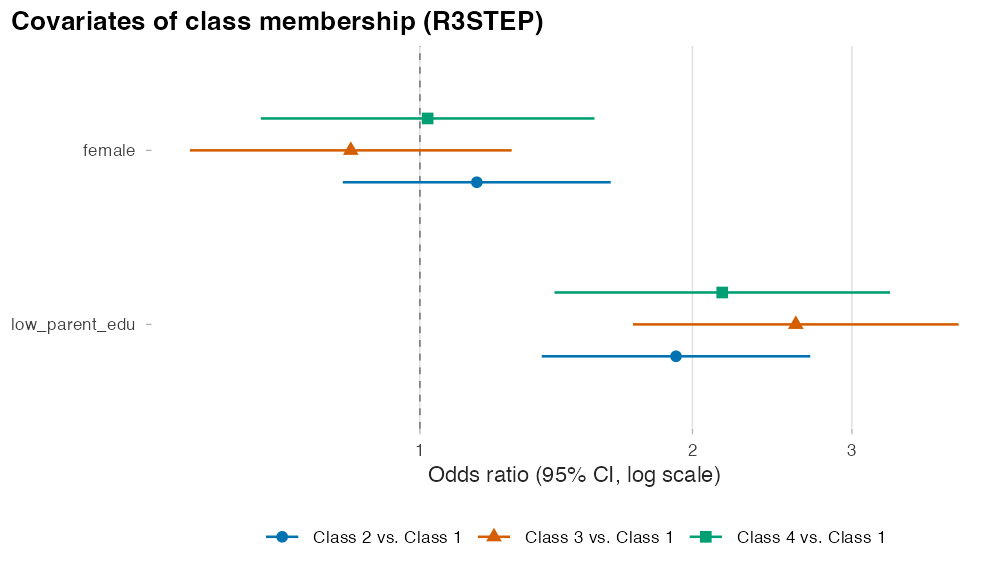 Covariates of class membership (R3STEP)
female
low_parent_edu
1 2 3
Odds ratio (95% CI, log scale)
Class 2 vs. Class 1 Class 3 vs. Class 1 Class 4 vs. Class 1